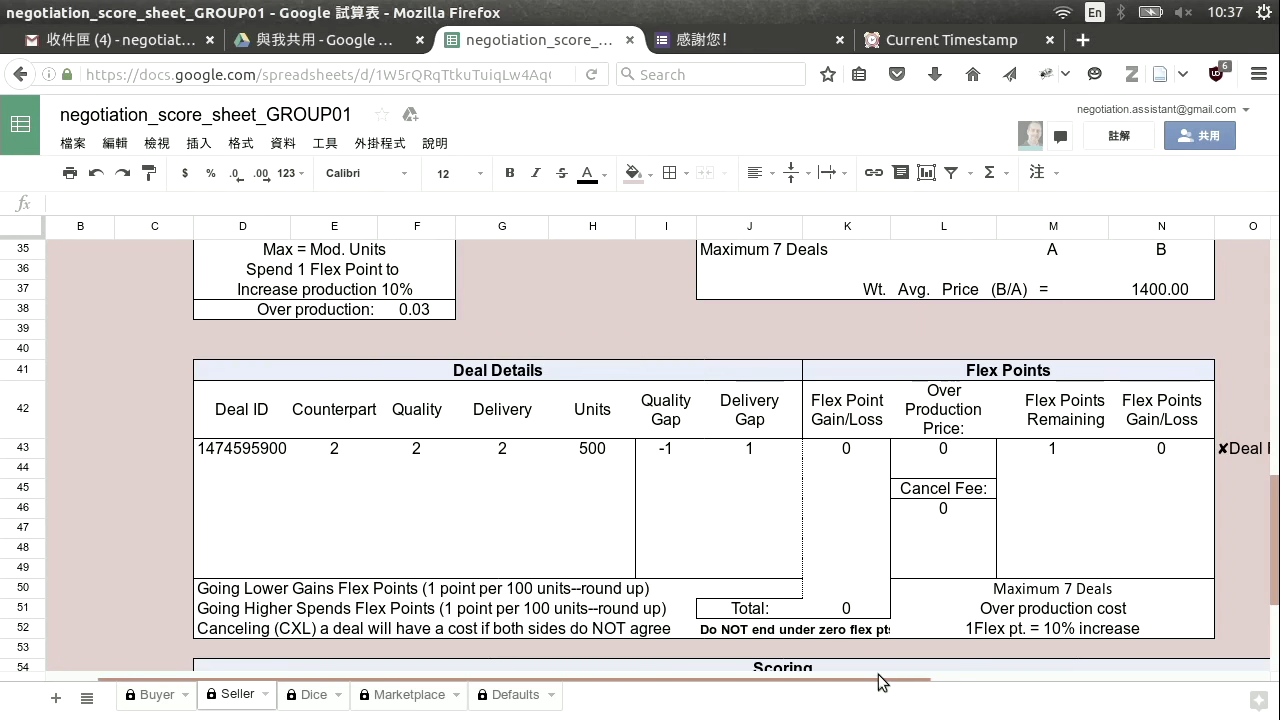 negotiation_score_sheet_GROUP01 - Google 試算表 - Mozilla Firefox
En
10:37
收件匣 (4) - negotiat...
與我共用 - Google ...
negotiation_score_...
感謝您!
Current Timestamp
https://docs.google.com/spreadsheets/d/1W5rQRqTtkuTuiqLw4Aq
Search
6
negotiation_score_sheet_GROUP01
negotiation.assistant@gmail.com
檔案 編輯 檢視 插入 格式 資料 工具 外掛程式 說明
註解
共用
$ % .0 .00 123 Calibri 12 B I S A Σ 注
fx
B C D E F G H I J K L M N O
35 Max = Mod. Units Maximum 7 Deals A B
36 Spend 1 Flex Point to
37 Increase production 10% Wt. Avg. Price (B/A) = 1400.00
38 Over production: 0.03
39
40
41 Deal Details Flex Points
42 Deal ID Counterpart Quality Delivery Units Quality Gap Delivery Gap Flex Point Gain/Loss Over Production Price: Flex Points Remaining Flex Points Gain/Loss
43 1474595900 2 2 2 500 -1 1 0 0 1 0 ✘Deal
44
45 Cancel Fee:
46 0
47
48
49
50 Going Lower Gains Flex Points (1 point per 100 units--round up) Maximum 7 Deals
51 Going Higher Spends Flex Points (1 point per 100 units--round up) Total: 0 Over production cost
52 Canceling (CXL) a deal will have a cost if both sides do NOT agree Do NOT end under zero flex pts 1Flex pt. = 10% increase
53
54 Scoring
Buyer Seller Dice Marketplace Defaults